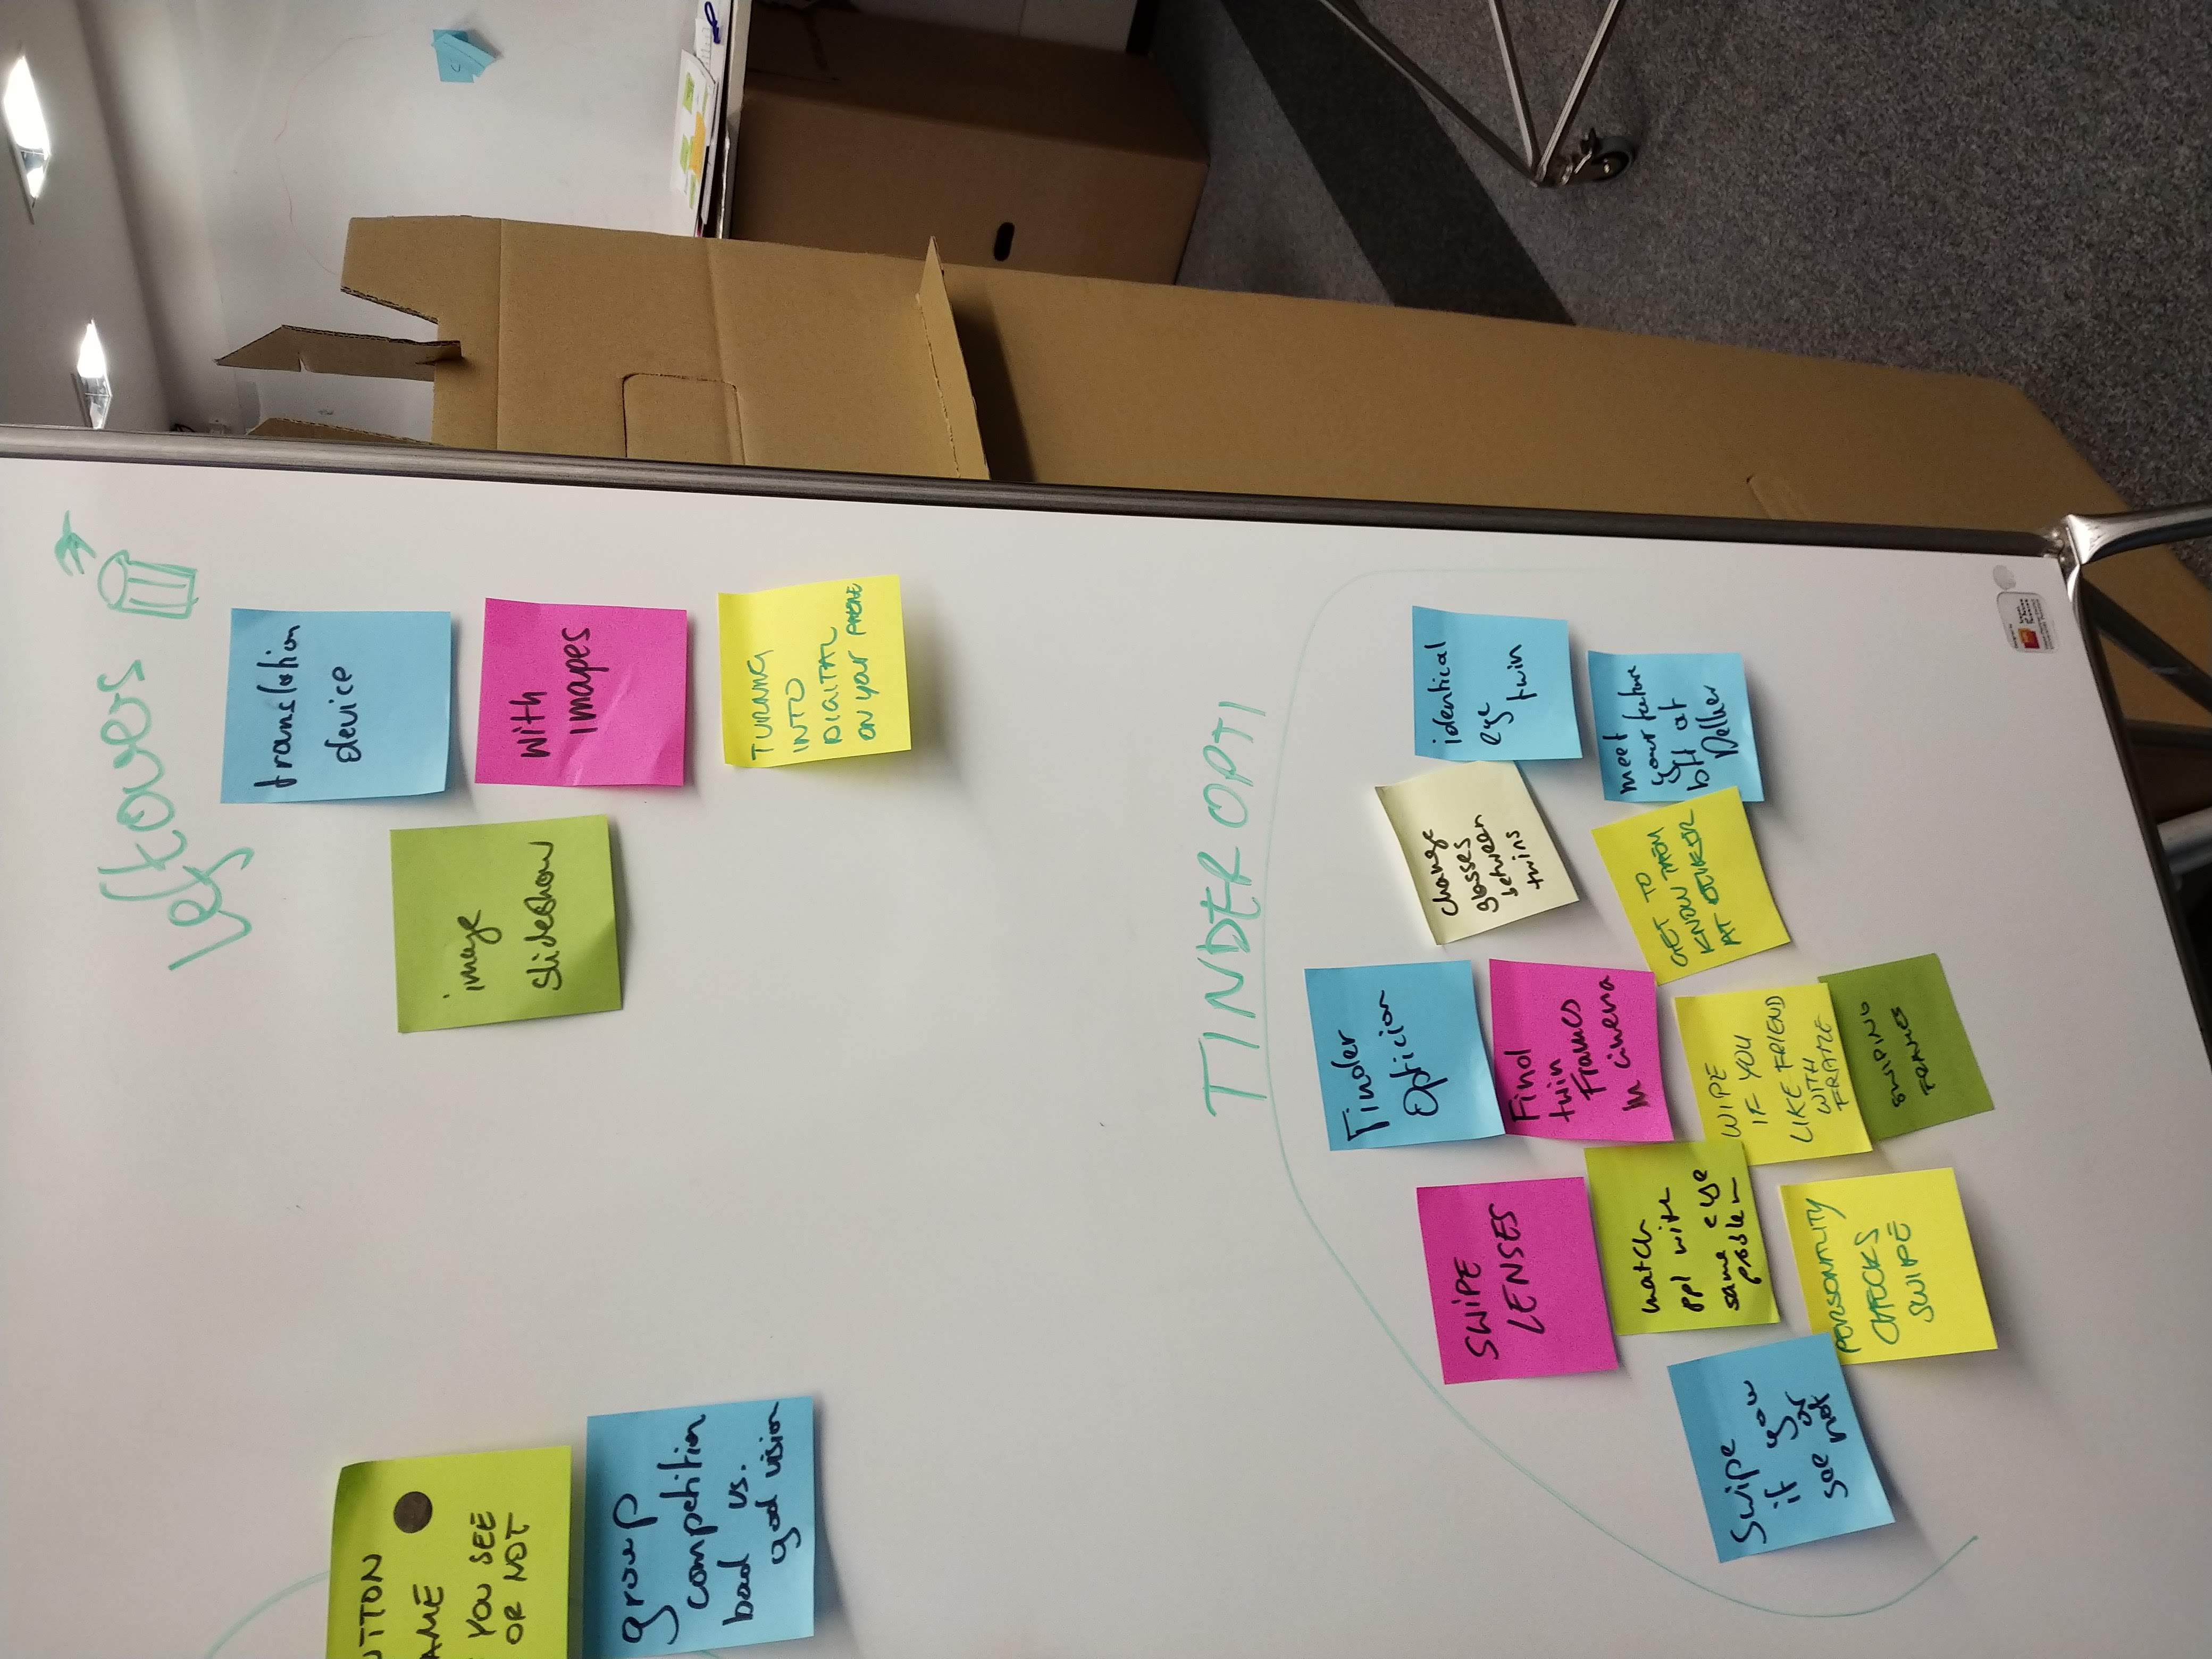 leftovers
translation
device
image
slideshow
with
images
TURNING
INTO
DIGITAL
ON YOUR PHONE
UTTON
AME
YOU SEE
OR NOT
group
competition
bad vs.
good vision
TINDER OPTI
Tinder
Optician
SWIPE
LENSES
Find
twin
Frames
in cinema
change
glasses
between
twins
identical
eye
twin
match
ppl with
same eye
problem
GET TO
KNOW THEM
AT
meet
your future
bff at
Swipe
if you
see or
not
WIPE
IF YOU
LIKE FRIEND
WITH
FRAME
PERSONALITY
CHECKS
SWIPE
SWIPING
FRAMES